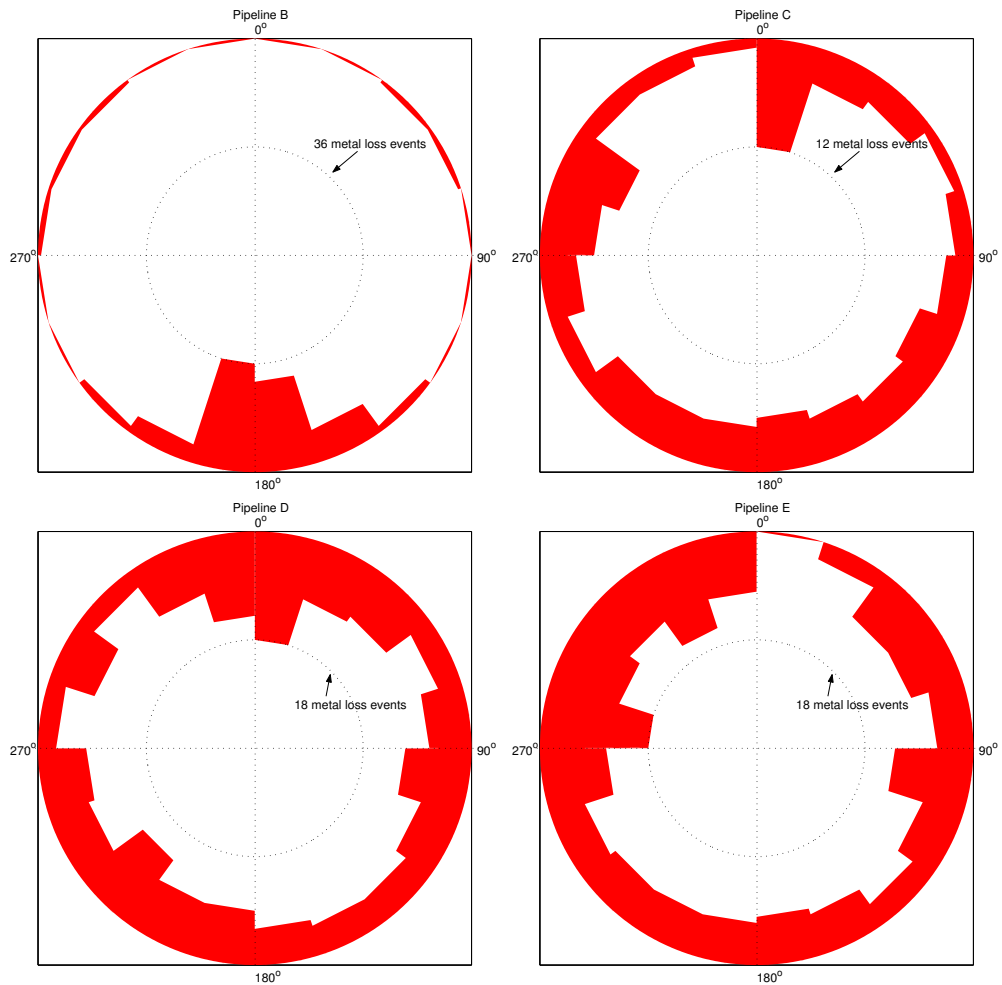 Pipeline B
0°
36 metal loss events
270°
90°
180°
Pipeline C
0°
12 metal loss events
270°
90°
180°
Pipeline D
0°
18 metal loss events
270°
90°
180°
Pipeline E
0°
18 metal loss events
270°
90°
180°